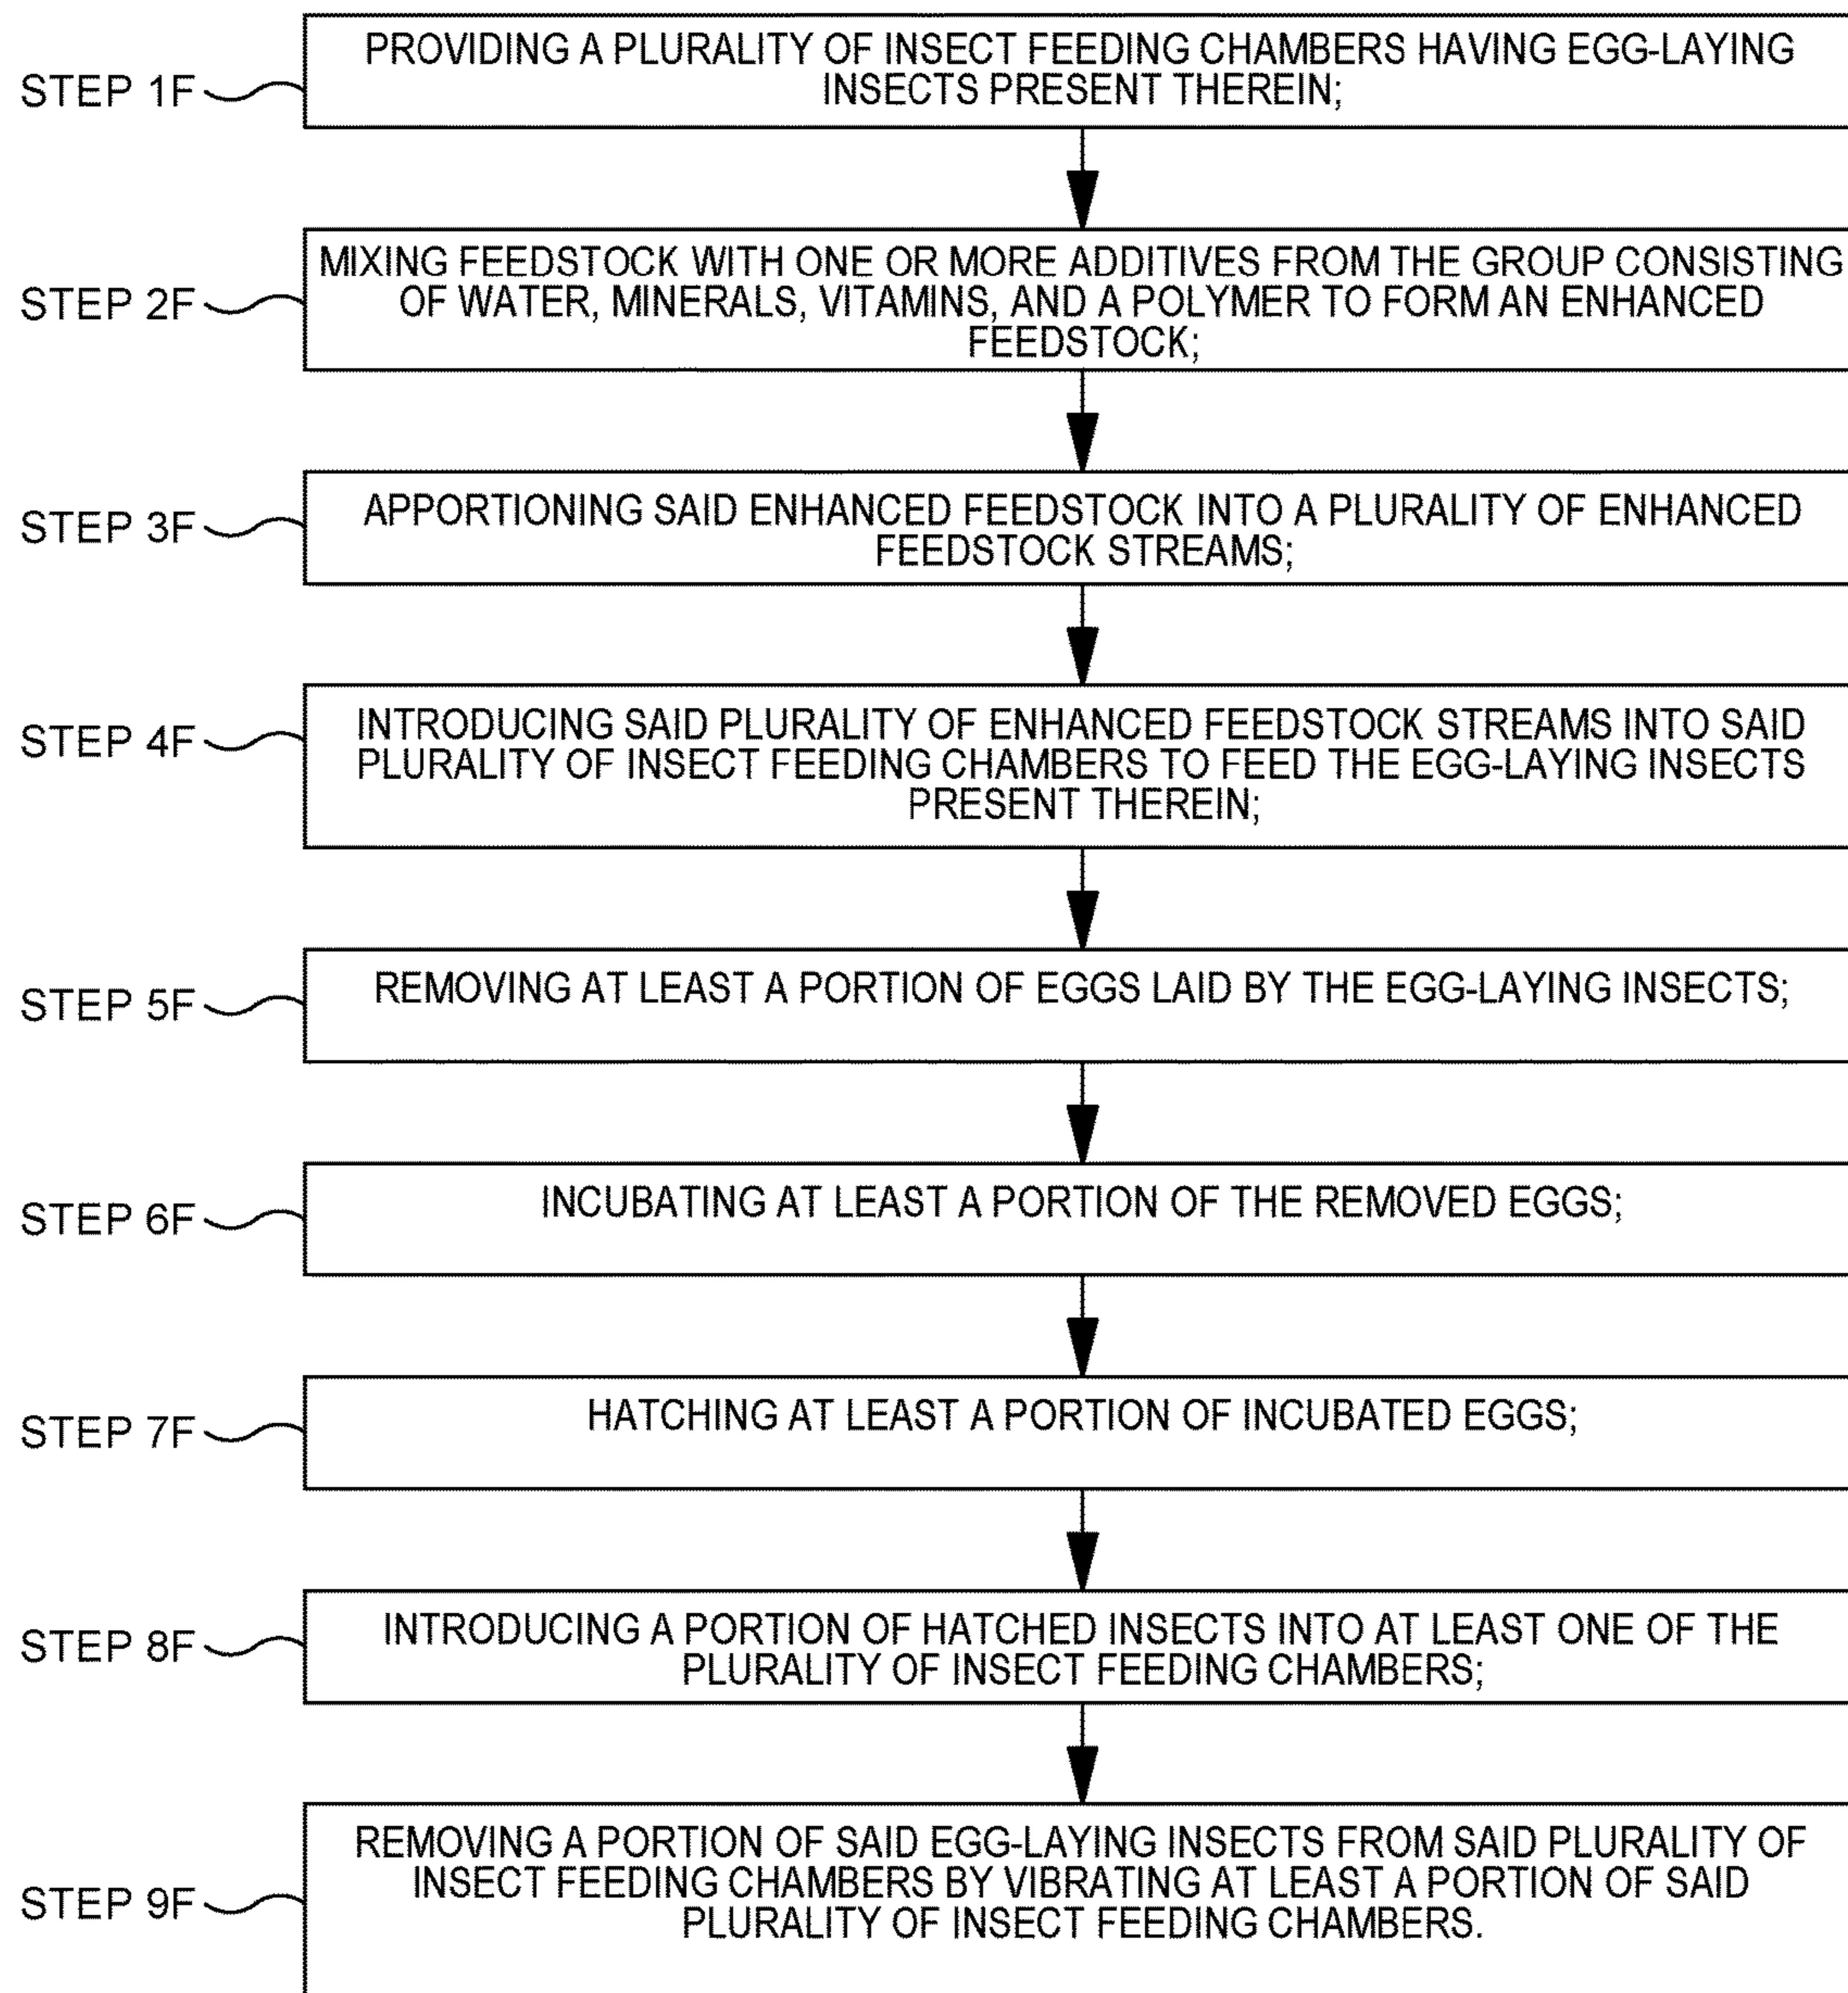 STEP 1F
PROVIDING A PLURALITY OF INSECT FEEDING CHAMBERS HAVING EGG-LAYING
INSECTS PRESENT THEREIN;
STEP 2F
MIXING FEEDSTOCK WITH ONE OR MORE ADDITIVES FROM THE GROUP CONSISTING
OF WATER, MINERALS, VITAMINS, AND A POLYMER TO FORM AN ENHANCED
FEEDSTOCK;
STEP 3F
APPORTIONING SAID ENHANCED FEEDSTOCK INTO A PLURALITY OF ENHANCED
FEEDSTOCK STREAMS;
STEP 4F
INTRODUCING SAID PLURALITY OF ENHANCED FEEDSTOCK STREAMS INTO SAID
PLURALITY OF INSECT FEEDING CHAMBERS TO FEED THE EGG-LAYING INSECTS
PRESENT THEREIN;
STEP 5F
REMOVING AT LEAST A PORTION OF EGGS LAID BY THE EGG-LAYING INSECTS;
STEP 6F
INCUBATING AT LEAST A PORTION OF THE REMOVED EGGS;
STEP 7F
HATCHING AT LEAST A PORTION OF INCUBATED EGGS;
STEP 8F
INTRODUCING A PORTION OF HATCHED INSECTS INTO AT LEAST ONE OF THE
PLURALITY OF INSECT FEEDING CHAMBERS;
STEP 9F
REMOVING A PORTION OF SAID EGG-LAYING INSECTS FROM SAID PLURALITY OF
INSECT FEEDING CHAMBERS BY VIBRATING AT LEAST A PORTION OF SAID
PLURALITY OF INSECT FEEDING CHAMBERS.